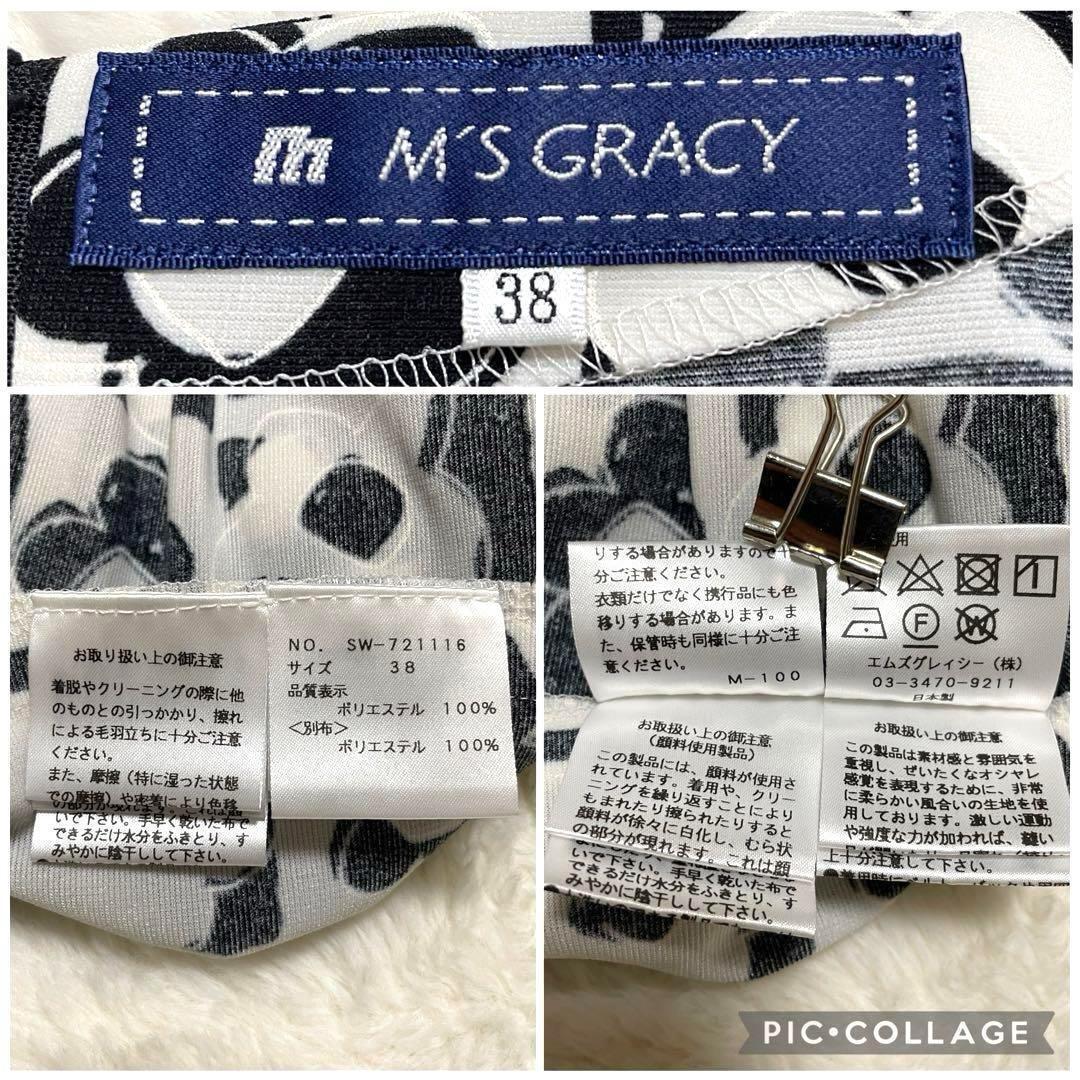 M'S GRACY
38
お取り扱い上の御注意
着脱やクリーニングの際に他
のものとの引っかかり、擦れ
による毛羽立ちに十分ご注意
ください。
また、摩擦(特に湿った状態
での摩擦)や密着により色移
いで下さい。手早く乾いた布で
できるだけ水分をふきとり、す
みやかに陰干しして下さい。
NO. SW-721116
サイズ 38
品質表示
ポリエステル 100%
<別布>
ポリエステル 100%
りする場合がありますので十
分ご注意ください。
衣類だけでなく携行品にも色
移りする場合があります。ま
た、保管時も同様に十分ご注
意ください。
M-100
用
エムズグレイシー(株)
03-3470-9211
日本製
お取扱い上の御注意
(顔料使用製品)
この製品には、顔料が使用さ
れています。着用や、クリー
ニングを繰り返すことにより
もまれたり擦られたりすると
顔料が徐々に白化し、むら状
の部分が現れます。これは顔
いで下さい。手早く乾いた布で
できるだけ水分をふきとり、す
みやかに陰干しして下さい。
お取扱い上の御注意
この製品は素材感と雰囲気を
重視し、ぜいたくなオシャレ
感覚を表現するために、非常
に柔らかい風合いの生地を使
用しております。激しい運動
や強度な力が加われば、縫い
上十分注意して下さい。
PIC•COLLAGE